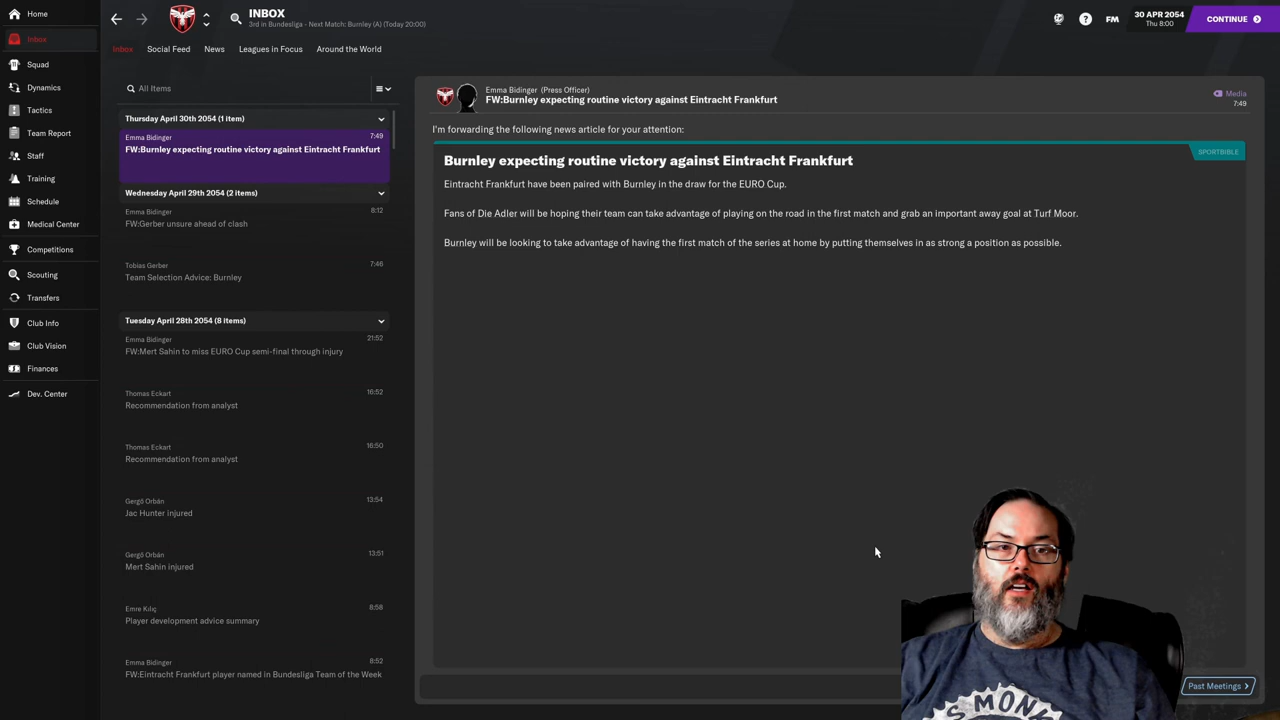 Home
Inbox
Squad
Dynamics
Tactics
Team Report
Staff
Training
Schedule
Medical Center
Competitions
Scouting
Transfers
Club Info
Club Vision
Finances
Dev. Center
INBOX
3rd in Bundesliga - Next Match: Burnley (A) (Today 20:00)
FM
30 APR 2054
Thu 8:00
CONTINUE
Inbox
Social Feed
News
Leagues in Focus
Around the World
All Items
Thursday April 30th 2054 (1 item)
Emma Bidinger 7:49
FW:Burnley expecting routine victory against Eintracht Frankfurt
Wednesday April 29th 2054 (2 items)
Emma Bidinger 8:12
FW:Gerber unsure ahead of clash
Tobias Gerber 7:46
Team Selection Advice: Burnley
Tuesday April 28th 2054 (8 items)
Emma Bidinger 21:52
FW:Mert Sahin to miss EURO Cup semi-final through injury
Thomas Eckart 16:52
Recommendation from analyst
Thomas Eckart 16:50
Recommendation from analyst
Gergő Orbán 13:54
Jac Hunter injured
Gergő Orbán 13:51
Mert Sahin injured
Emre Kılıç 8:58
Player development advice summary
Emma Bidinger 8:52
FW:Eintracht Frankfurt player named in Bundesliga Team of the Week
Emma Bidinger (Press Officer)
FW:Burnley expecting routine victory against Eintracht Frankfurt
Media
7:49
I'm forwarding the following news article for your attention:
Burnley expecting routine victory against Eintracht Frankfurt
SPORTBIBLE
Eintracht Frankfurt have been paired with Burnley in the draw for the EURO Cup.
Fans of Die Adler will be hoping their team can take advantage of playing on the road in the first match and grab an important away goal at Turf Moor.
Burnley will be looking to take advantage of having the first match of the series at home by putting themselves in as strong a position as possible.
Past Meetings